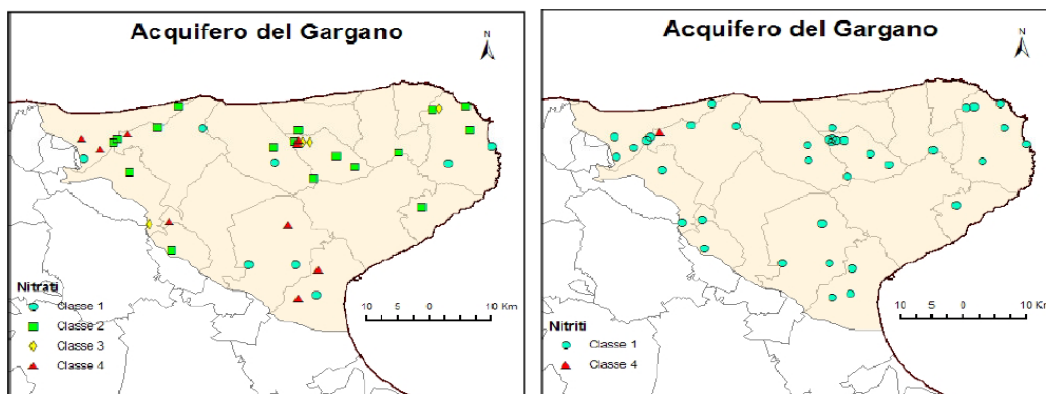 Acquifero del Gargano
N
Nitrati
Classe 1
Classe 2
Classe 3
Classe 4
10 5 0 10 Km
Acquifero del Gargano
N
Nitriti
Classe 1
Classe 4
10 5 0 10 Km